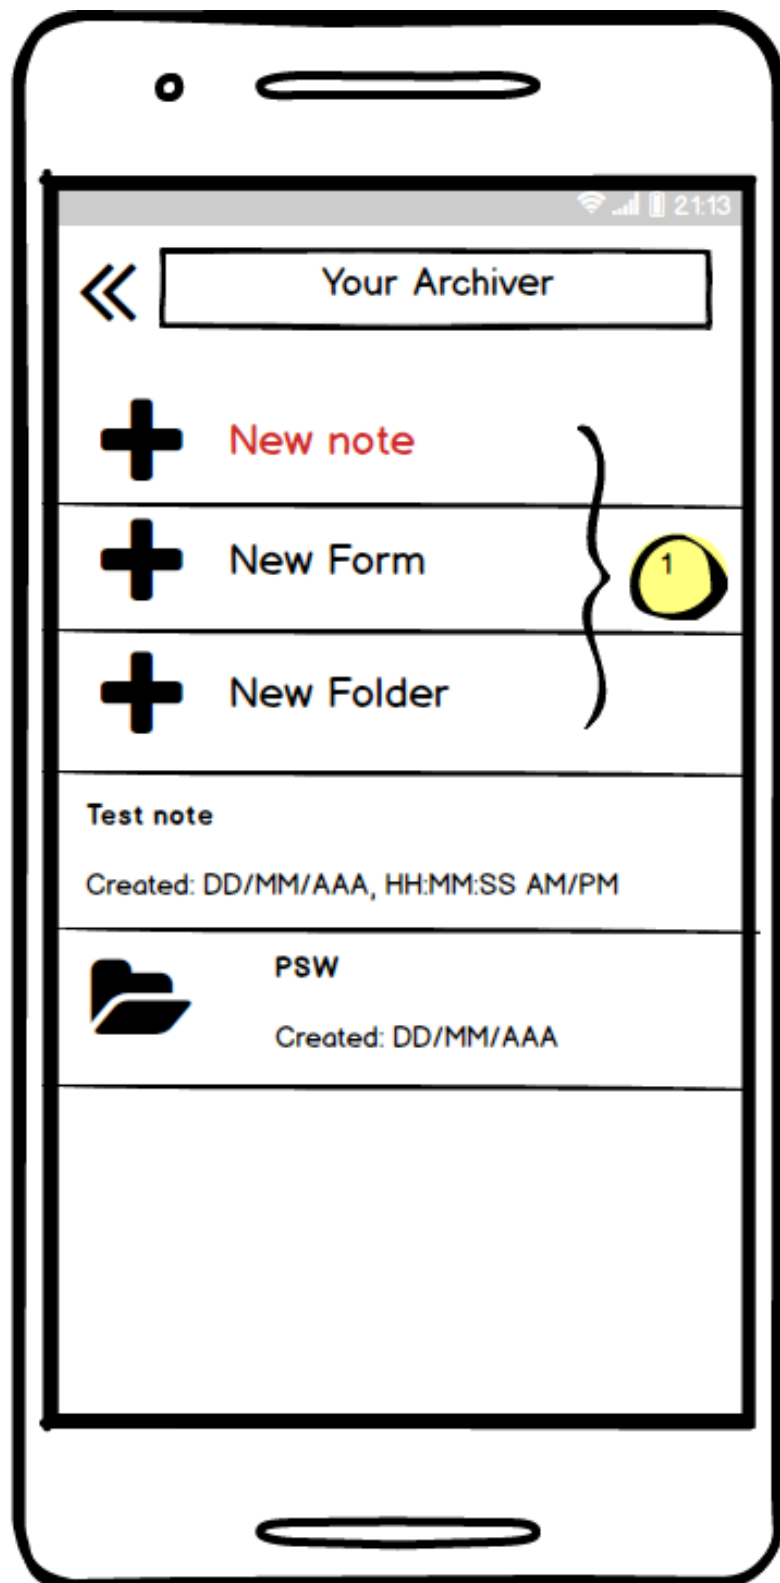 21:13
Your Archiver
New note
New Form
1
New Folder
Test note
Created: DD/MM/AAA, HH:MM:SS AM/PM
PSW
Created: DD/MM/AAA